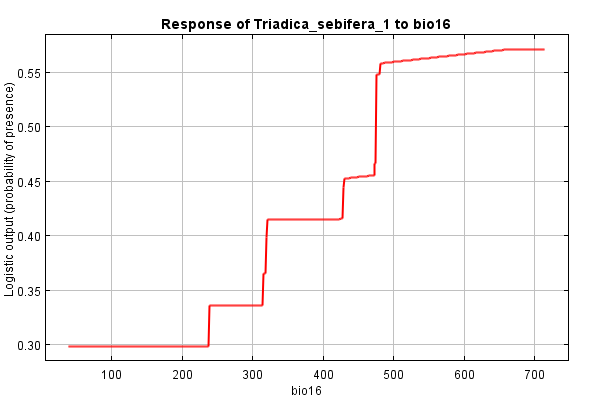 Response of Triadica_sebifera_1 to bio16
Logistic output (probability of presence)
0.55
0.50
0.45
0.40
0.35
0.30
100 200 300 400 500 600 700
bio16